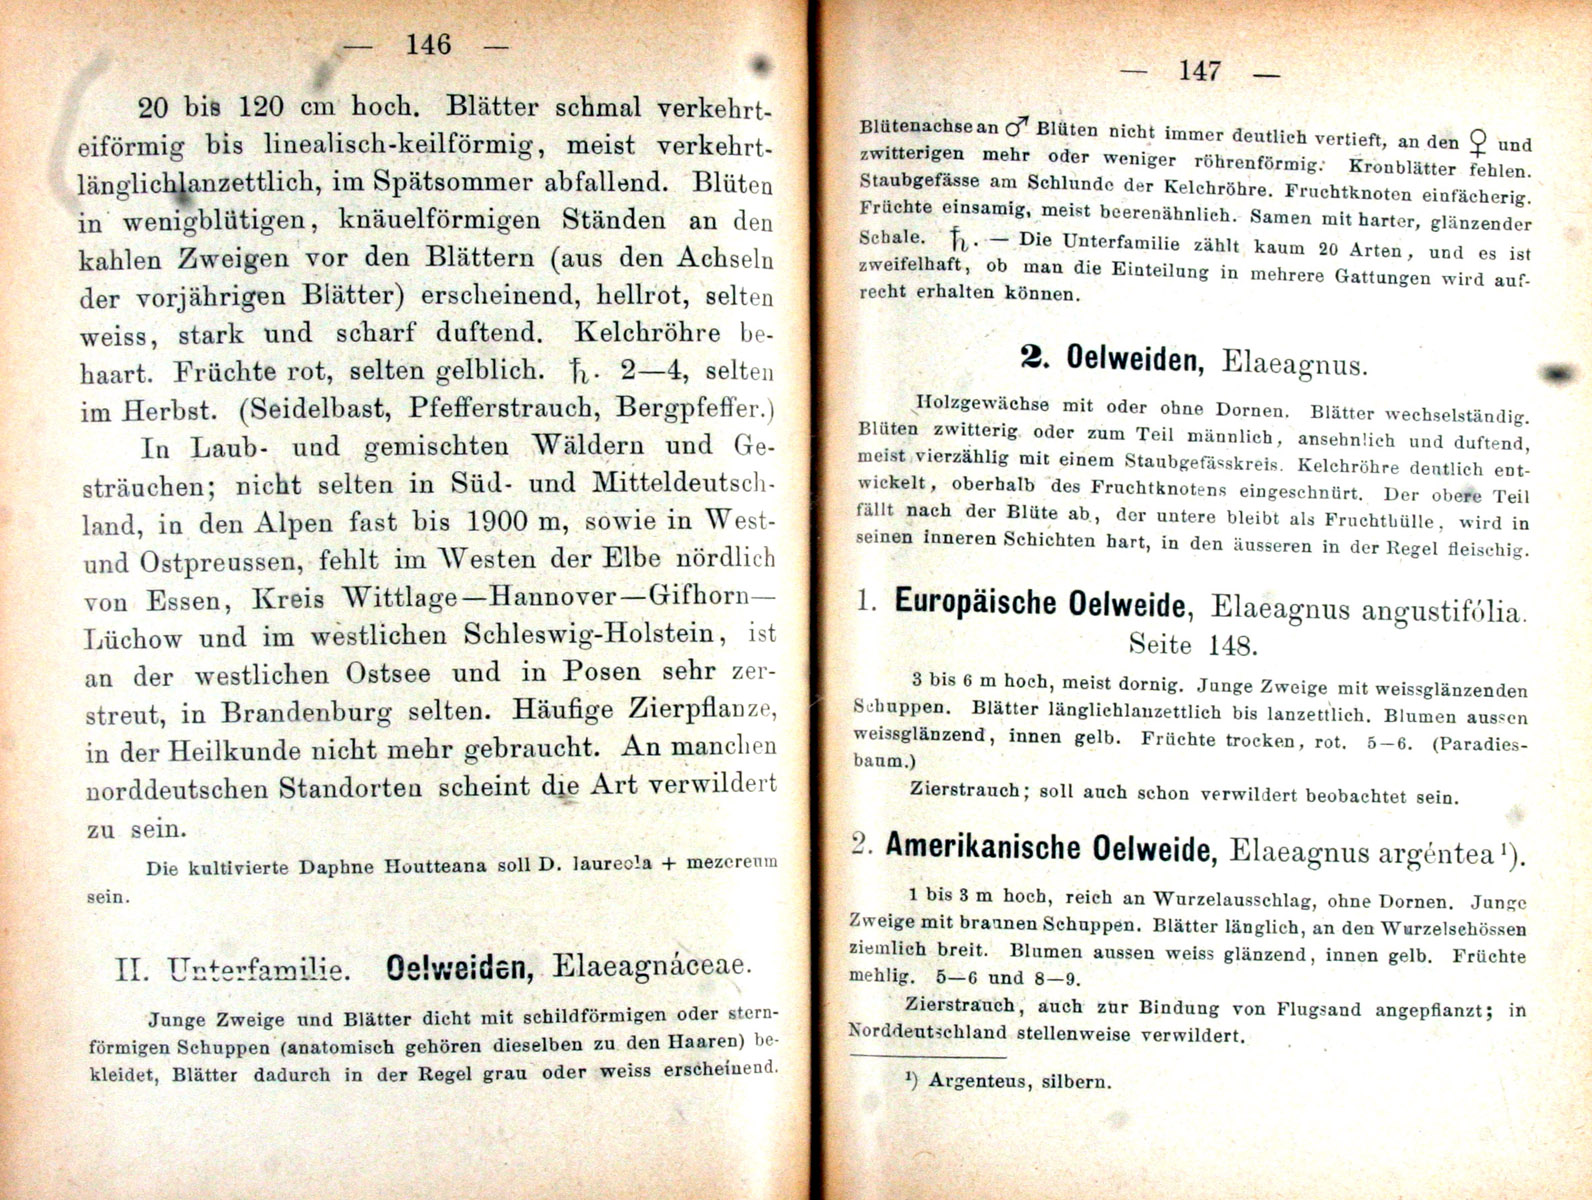 — 146 —
20 bis 120 cm hoch. Blätter schmal verkehrt-
eiförmig bis linealisch-keilförmig, meist verkehrt-
länglichlanzettlich, im Spätsommer abfallend. Blüten
in wenigblütigen, knäuelförmigen Ständen an den
kahlen Zweigen vor den Blättern (aus den Achseln
der vorjährigen Blätter) erscheinend, hellrot, selten
weiss, stark und scharf duftend. Kelchröhre be-
haart. Früchte rot, selten gelblich. ♄. 2—4, selten
im Herbst. (Seidelbast, Pfefferstrauch, Bergpfeffer.)
In Laub- und gemischten Wäldern und Ge-
sträuchen; nicht selten in Süd- und Mitteldeutsch-
land, in den Alpen fast bis 1900 m, sowie in West-
und Ostpreussen, fehlt im Westen der Elbe nördlich
von Essen, Kreis Wittlage—Hannover—Gifhorn—
Lüchow und im westlichen Schleswig-Holstein, ist
an der westlichen Ostsee und in Posen sehr zer-
streut, in Brandenburg selten. Häufige Zierpflanze,
in der Heilkunde nicht mehr gebraucht. An manchen
norddeutschen Standorten scheint die Art verwildert
zu sein.
Die kultivierte Daphne Houtteana soll D. laureola + mezereum
sein.
II. Unterfamilie. Oelweiden, Elaeagnáceae.
Junge Zweige und Blätter dicht mit schildförmigen oder stern-
förmigen Schuppen (anatomisch gehören dieselben zu den Haaren) be-
kleidet, Blätter dadurch in der Regel grau oder weiss erscheinend.
— 147 —
Blütenachse an ♂ Blüten nicht immer deutlich vertieft, an den ♀ und
zwitterigen mehr oder weniger röhrenförmig. Kronblätter fehlen.
Staubgefässe am Schlunde der Kelchröhre. Fruchtknoten einfächerig.
Früchte einsamig, meist beerenähnlich. Samen mit harter, glänzender
Schale. ♄. — Die Unterfamilie zählt kaum 20 Arten, und es ist
zweifelhaft, ob man die Einteilung in mehrere Gattungen wird auf-
recht erhalten können.
2. Oelweiden, Elaeagnus.
Holzgewächse mit oder ohne Dornen. Blätter wechselständig.
Blüten zwitterig oder zum Teil männlich, ansehnlich und duftend,
meist vierzählig mit einem Staubgefässkreis. Kelchröhre deutlich ent-
wickelt, oberhalb des Fruchtknotens eingeschnürt. Der obere Teil
fällt nach der Blüte ab, der untere bleibt als Fruchthülle, wird in
seinen inneren Schichten hart, in den äusseren in der Regel fleischig.
1. Europäische Oelweide, Elaeagnus angustifólia.
Seite 148.
3 bis 6 m hoch, meist dornig. Junge Zweige mit weissglänzenden
Schuppen. Blätter länglichlanzettlich bis lanzettlich. Blumen aussen
weissglänzend, innen gelb. Früchte trocken, rot. 5—6. (Paradies-
baum.)
Zierstrauch; soll auch schon verwildert beobachtet sein.
2. Amerikanische Oelweide, Elaeagnus argéntea ¹).
1 bis 3 m hoch, reich an Wurzelausschlag, ohne Dornen. Junge
Zweige mit braunen Schuppen. Blätter länglich, an den Wurzelschössen
ziemlich breit. Blumen aussen weiss glänzend, innen gelb. Früchte
mehlig. 5—6 und 8—9.
Zierstrauch, auch zur Bindung von Flugsand angepflanzt; in
Norddeutschland stellenweise verwildert.
¹) Argenteus, silbern.